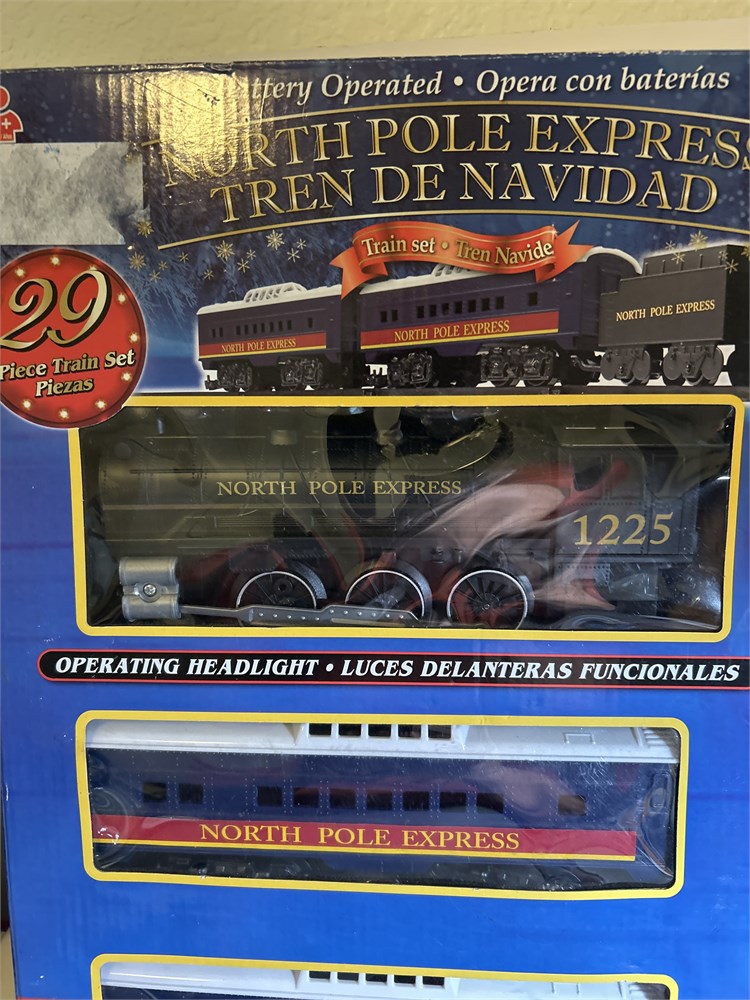 Battery Operated • Opera con baterías
NORTH POLE EXPRESS
TREN DE NAVIDAD
Train set • Tren Navide
29
Piece Train Set
Piezas
NORTH POLE EXPRESS
NORTH POLE EXPRESS
NORTH POLE EXPRESS
NORTH POLE EXPRESS
1225
OPERATING HEADLIGHT • LUCES DELANTERAS FUNCIONALES
NORTH POLE EXPRESS